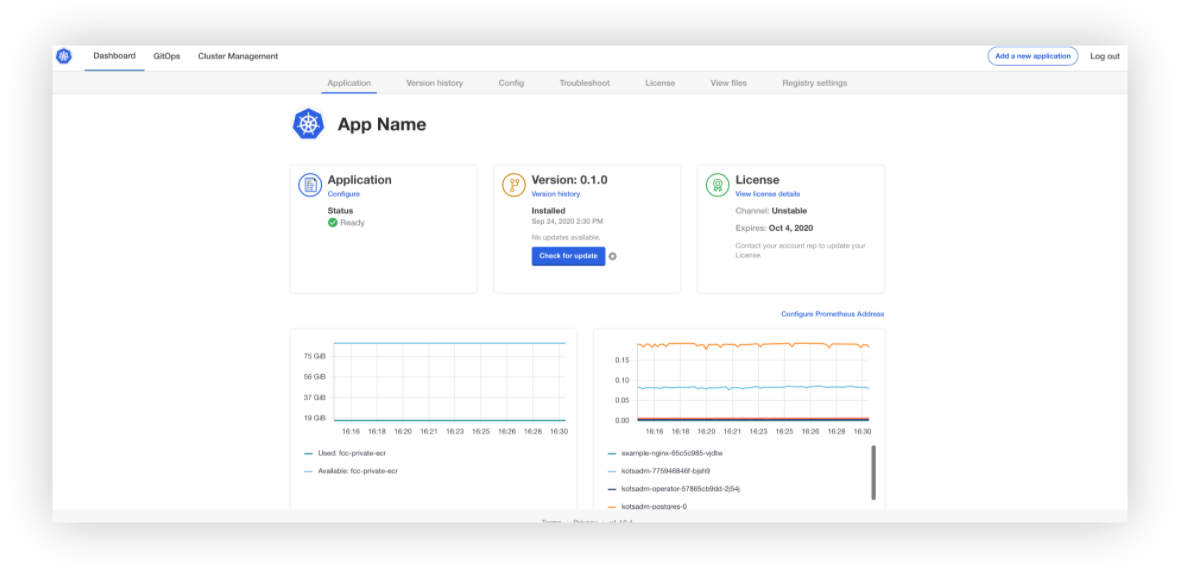 Dashboard GitOps Cluster Management Add a new application Log out
Application Version history Config Troubleshoot License View files Registry settings
App Name
Application
Configure
Status
Ready
Version: 0.1.0
Version history
Installed
Sep 24, 2020 2:30 PM
No updates available.
Check for update
License
View license details
Channel: Unstable
Expires: Oct 4, 2020
Contact your account rep to update your
License.
Configure Prometheus Address
75 GiB
56 GiB
37 GiB
19 GiB
16:16 16:18 16:20 16:21 16:23 16:25 16:26 16:28 16:30
Used: fcc-private-ecr
Available: fcc-private-ecr
0.15
0.10
0.05
0.00
16:16 16:18 16:20 16:21 16:23 16:25 16:26 16:28 16:30
example-nginx-65c5c985-vjdtw
kotsadm-775946846f-bjsh9
kotsadm-operator-57865cb9dd-2j54j
kotsadm-postgres-0